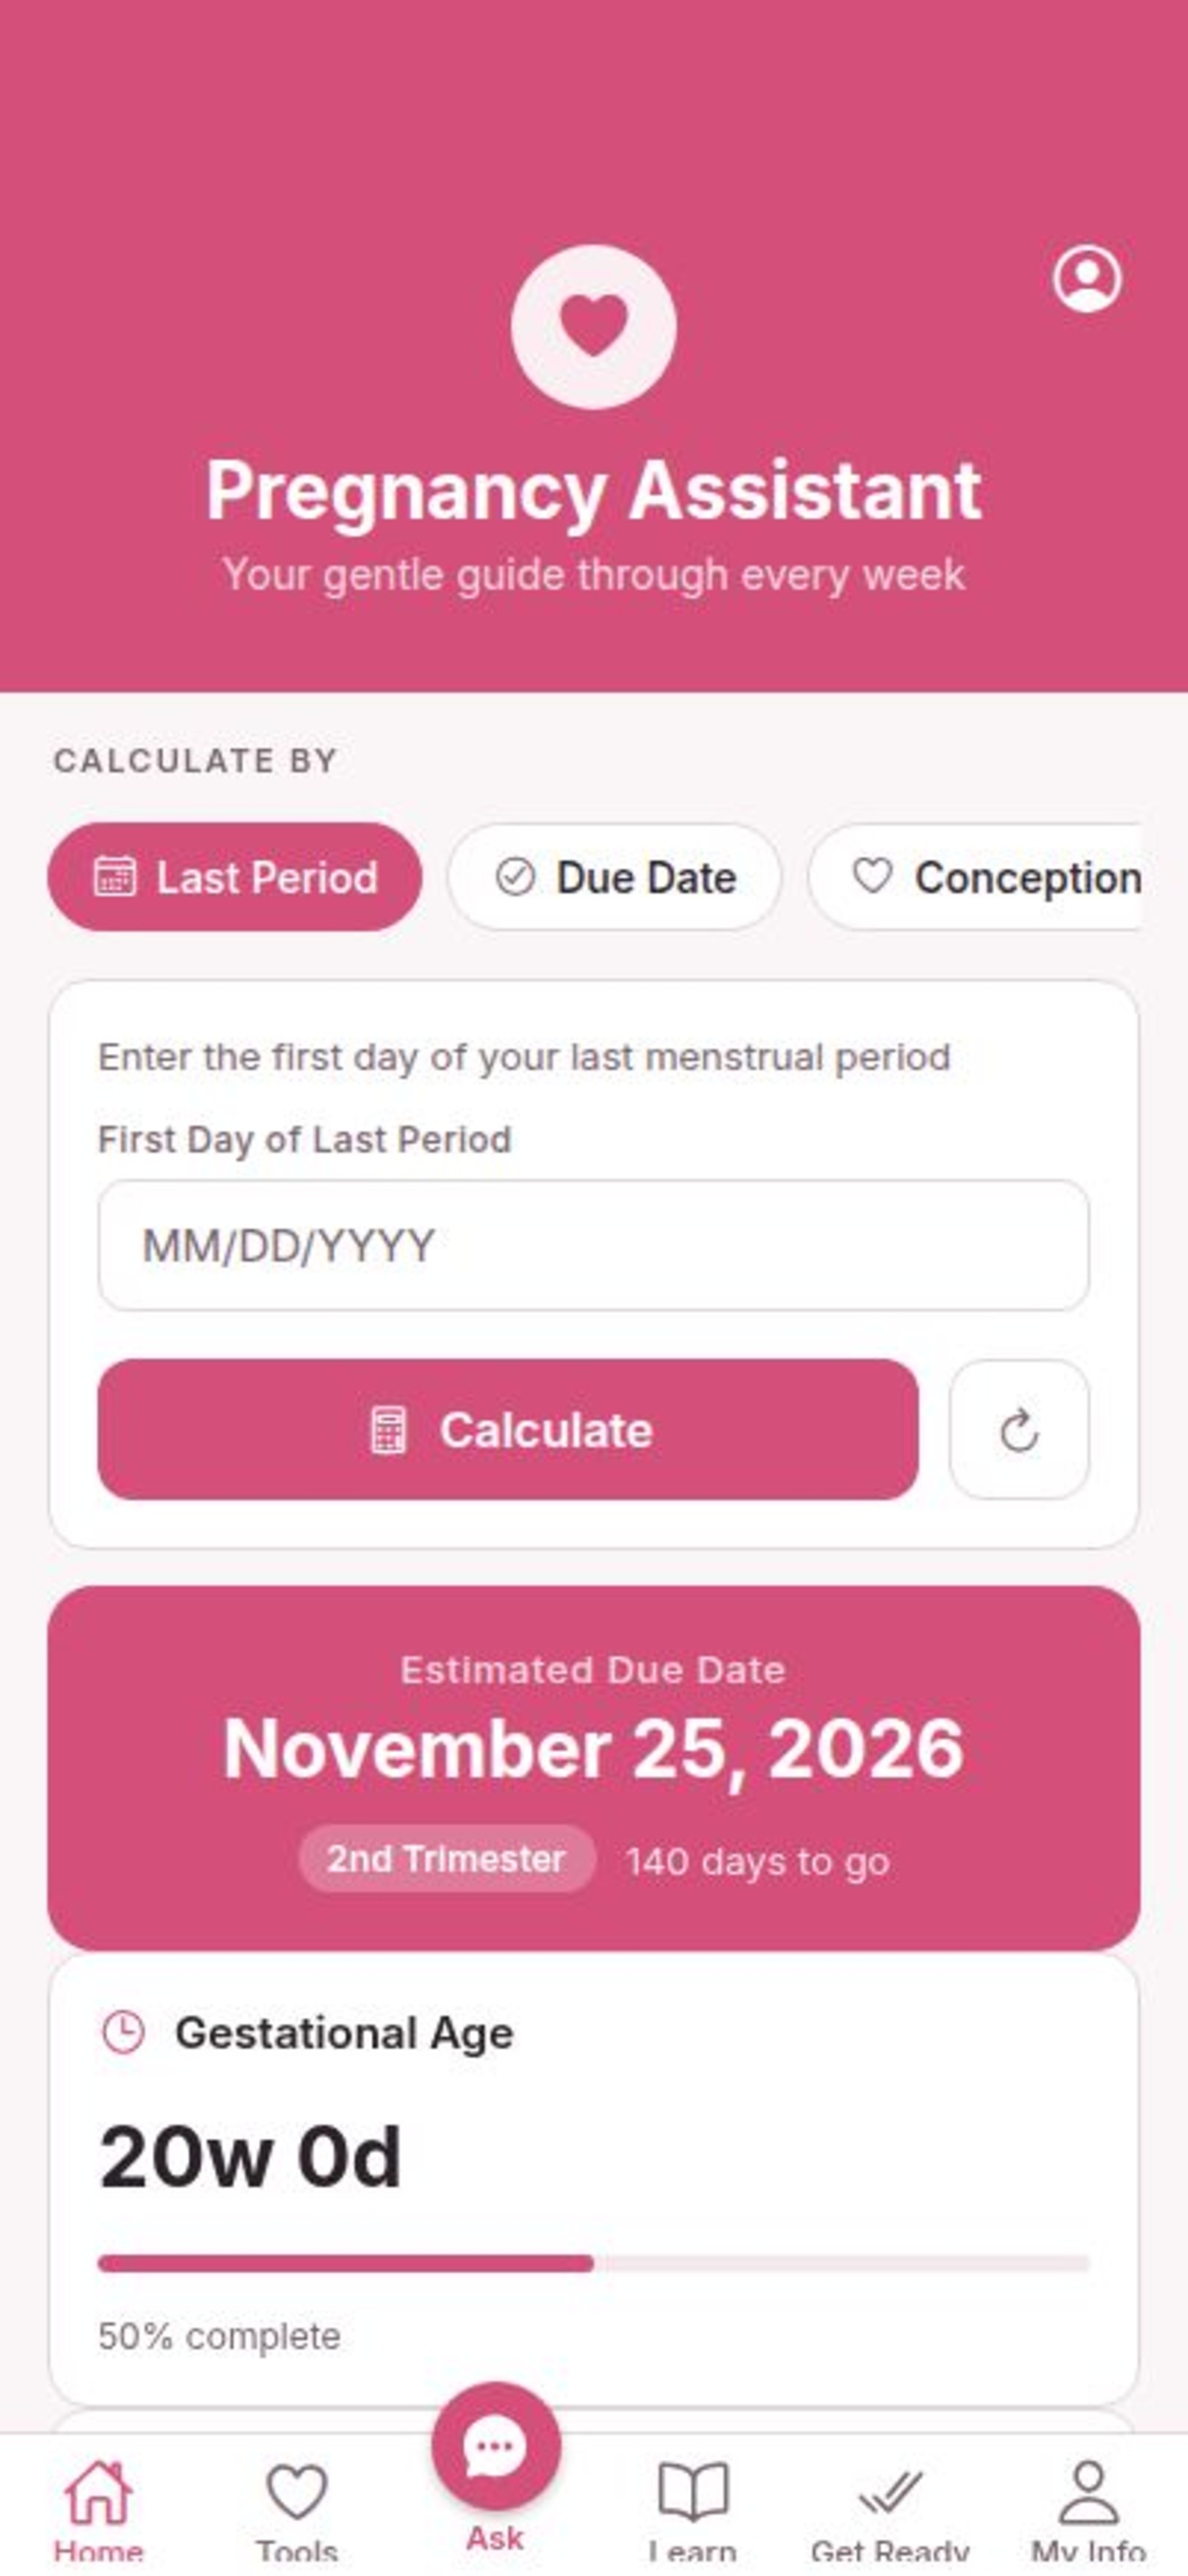 Pregnancy Assistant
Your gentle guide through every week
CALCULATE BY
Last Period Due Date Conception
Enter the first day of your last menstrual period
First Day of Last Period
MM/DD/YYYY
Calculate
Estimated Due Date
November 25, 2026
2nd Trimester 140 days to go
Gestational Age
20w 0d
50% complete
Home Tools Ask Learn Get Ready My Info